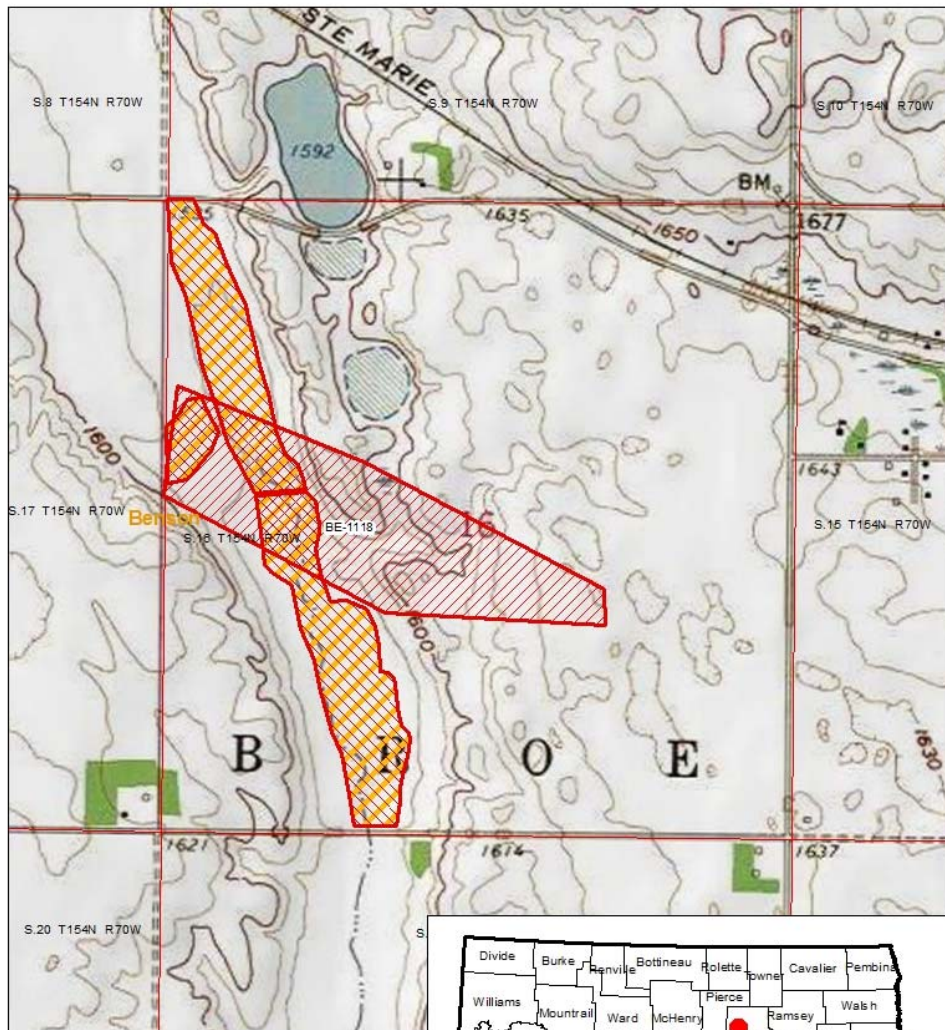 STE MARIE
S.8 T154N R70W
S.9 T154N R70W
S.10 T154N R70W
1592
BM
1635
1677
1650
1643
1600
S.17 T154N R70W
Benson
BE-1118
16
S.16 T154N R70W
S.15 T154N R70W
1600
B R O E
1630
1621
1614
1637
S.20 T154N R70W
S.
Divide
Burke
Renville
Bottineau
Rolette
Towner
Cavalier
Pembina
Williams
Mountrail
Ward
McHenry
Pierce
Ramsey
Walsh